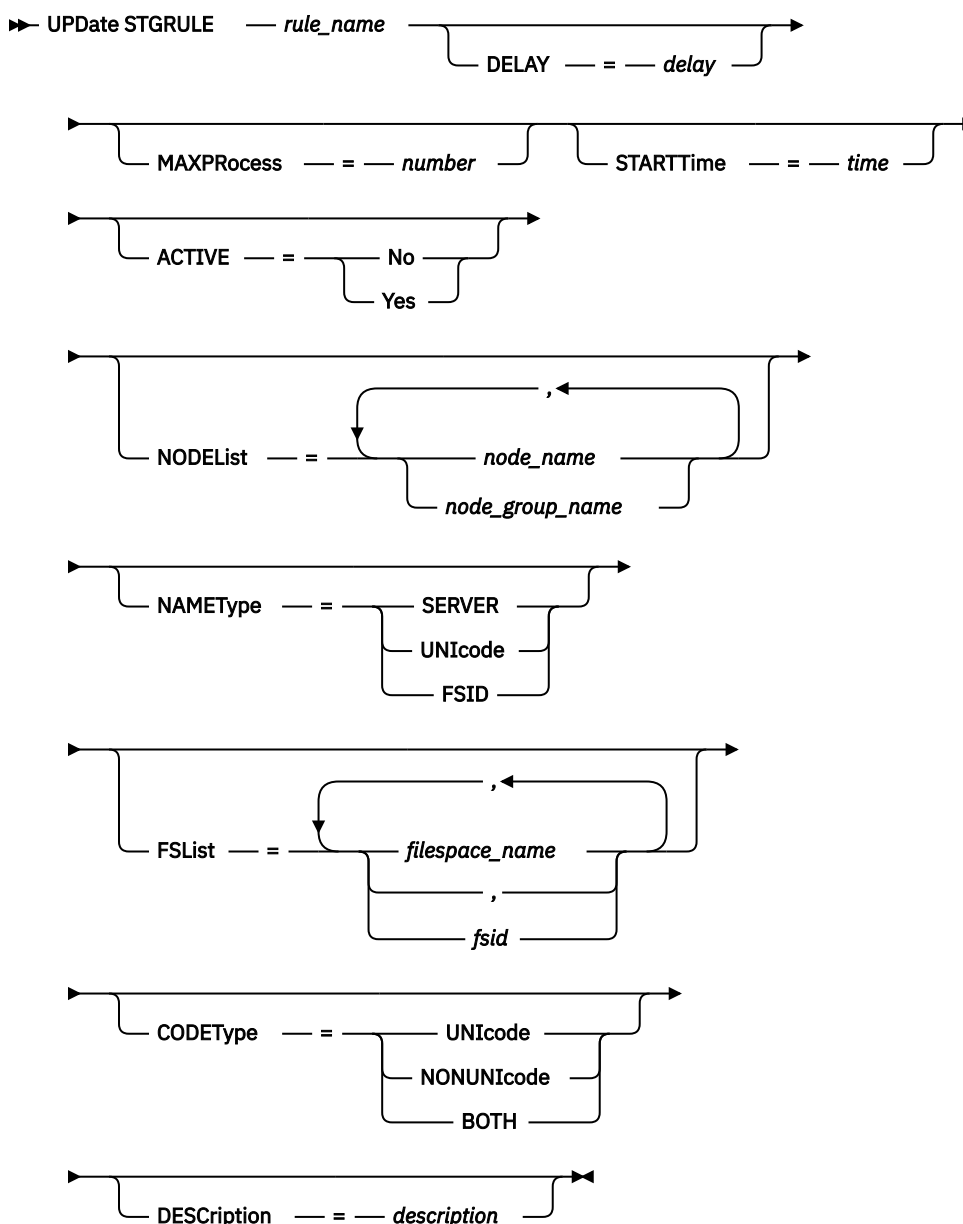 UPDate STGRULE rule_name
DELAY = delay
MAXPRocess = number STARTTime = time
ACTIVE = No
Yes
,
NODEList = node_name
node_group_name
NAMEType = SERVER
UNIcode
FSID
,
FSList = filespace_name
,
fsid
CODEType = UNIcode
NONUNIcode
BOTH
DESCription = description